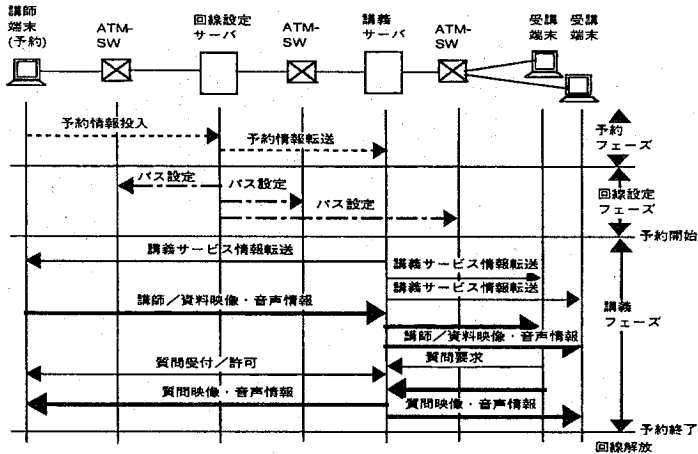 講師
端末
(予約)
ATM-
SW
回線設定
サーバ
ATM-
SW
講義
サーバ
ATM-
SW
受講
端末
受講
端末
予約情報投入
予約情報転送
予約
フェーズ
パス設定
パス設定
パス設定
回線設定
フェーズ
予約開始
講義サービス情報転送
講義サービス情報転送
講義サービス情報転送
講師/資料映像・音声情報
講師/資料映像・音声情報
講義
フェーズ
質問受付/許可
質問要求
質問映像・音声情報
質問映像・音声情報
予約終了
回線解放